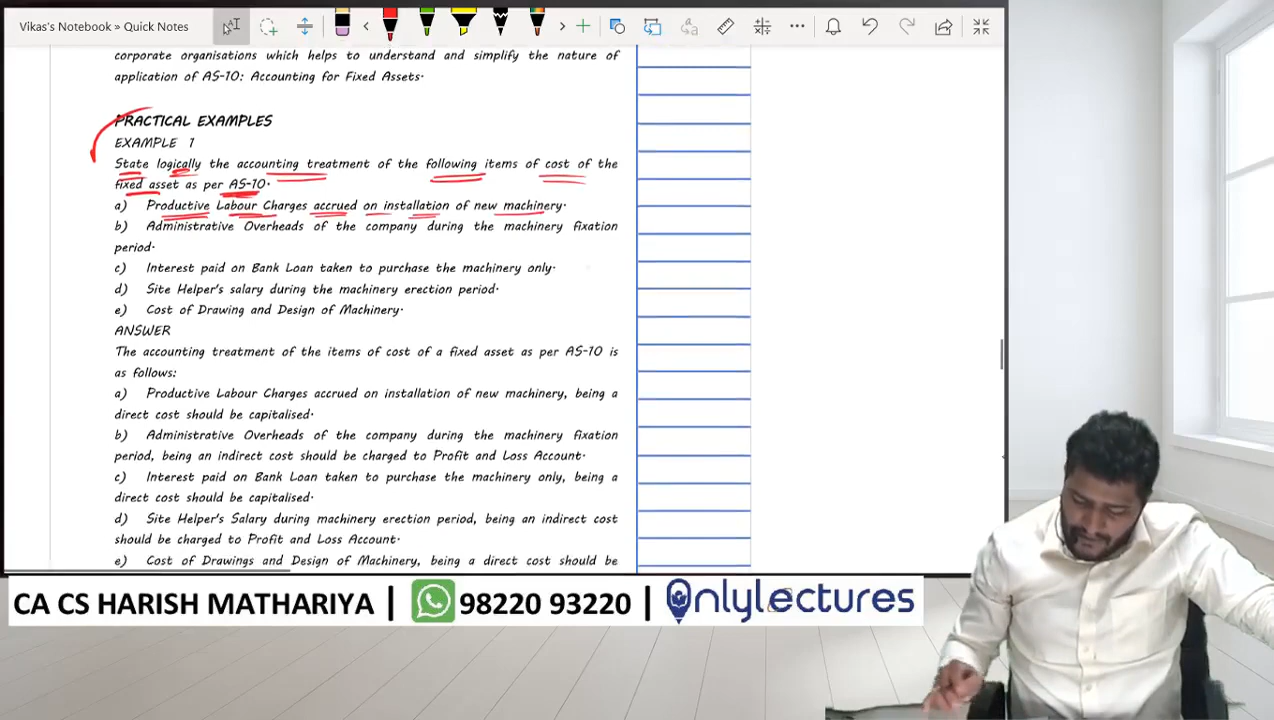 Vikas's Notebook » Quick Notes
corporate organisations which helps to understand and simplify the nature of
application of AS-10: Accounting for Fixed Assets.
PRACTICAL EXAMPLES
EXAMPLE 1
State logically the accounting treatment of the following items of cost of the
fixed asset as per AS-10.
a) Productive Labour Charges accrued on installation of new machinery.
b) Administrative Overheads of the company during the machinery fixation
period.
c) Interest paid on Bank Loan taken to purchase the machinery only.
d) Site Helper's salary during the machinery erection period.
e) Cost of Drawing and Design of Machinery.
ANSWER
The accounting treatment of the items of cost of a fixed asset as per AS-10 is
as follows:
a) Productive Labour Charges accrued on installation of new machinery, being a
direct cost should be capitalised.
b) Administrative Overheads of the company during the machinery fixation
period, being an indirect cost should be charged to Profit and Loss Account.
c) Interest paid on Bank Loan taken to purchase the machinery only, being a
direct cost should be capitalised.
d) Site Helper's Salary during machinery erection period, being an indirect cost
should be charged to Profit and Loss Account.
e) Cost of Drawings and Design of Machinery, being a direct cost should be
CA CS HARISH MATHARIYA | 98220 93220 | Onlylectures